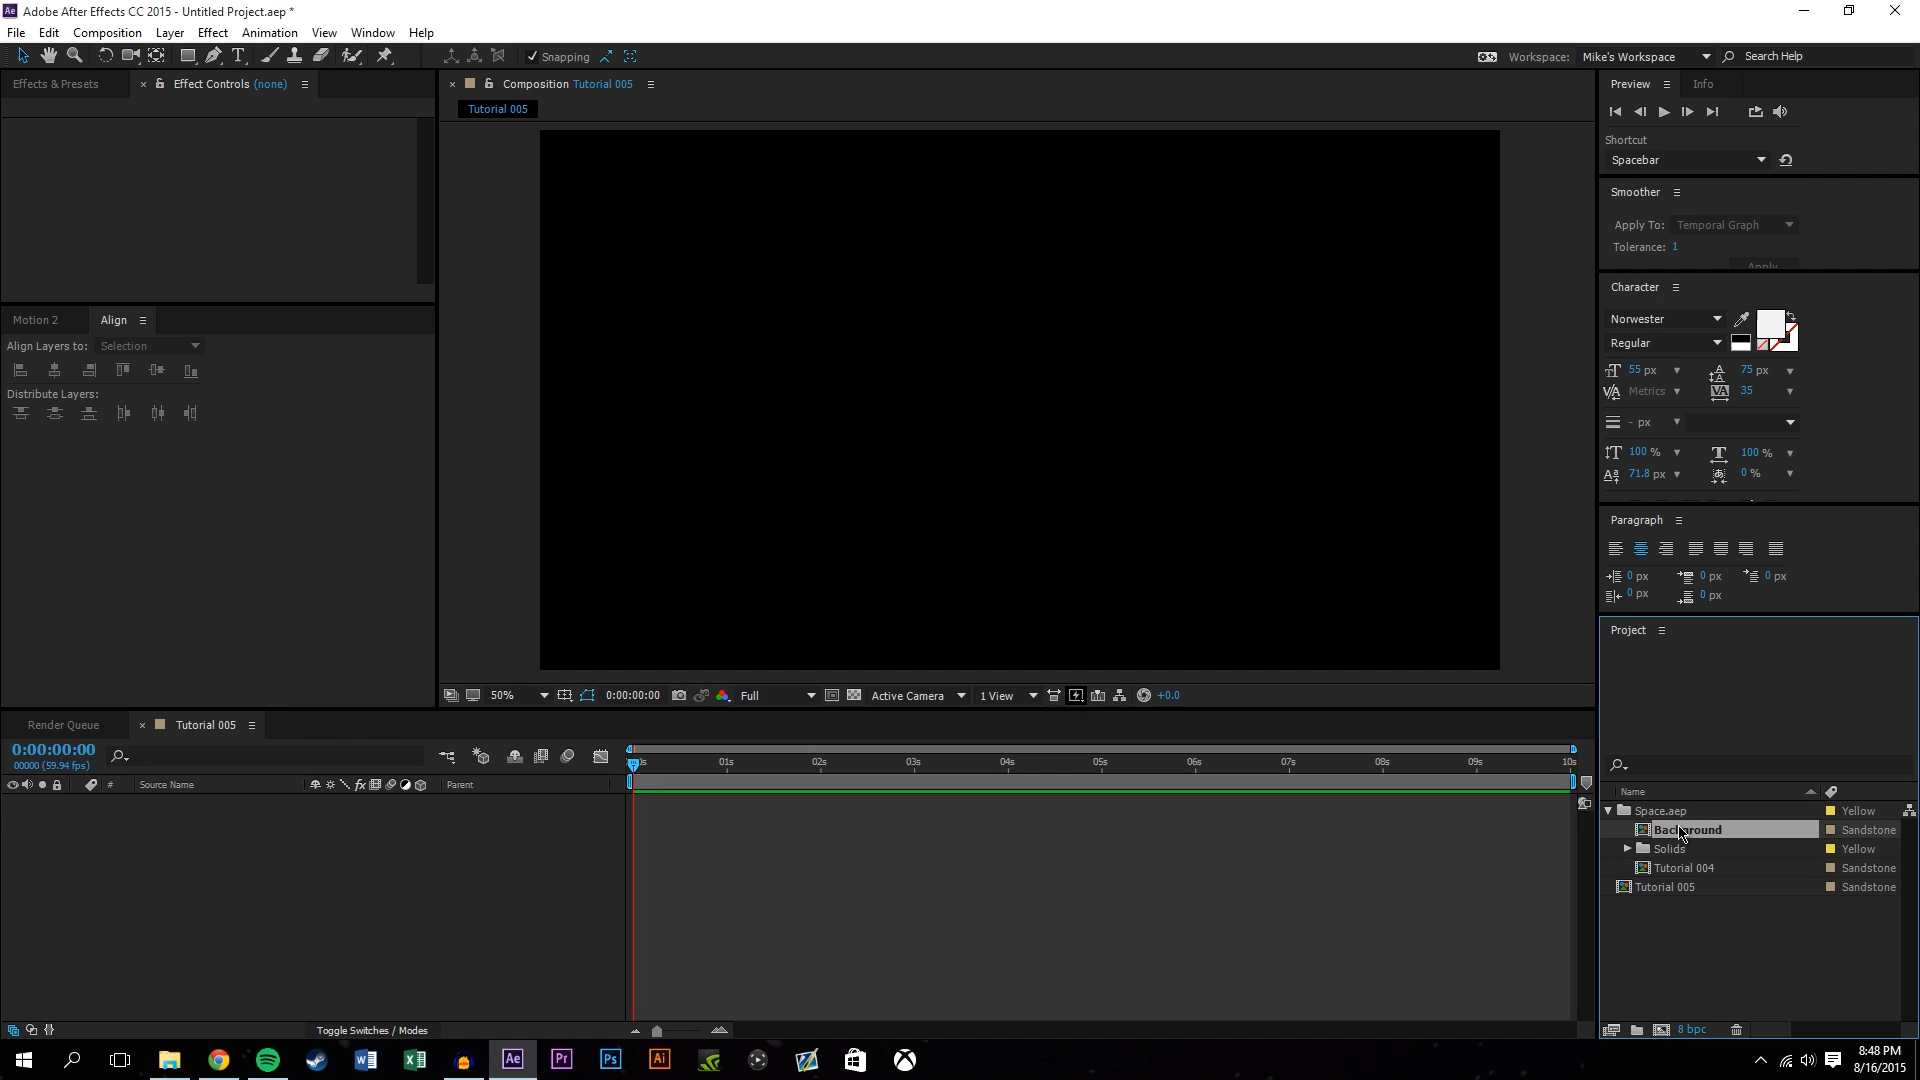 Ae Adobe After Effects CC 2015 - Untitled Project.aep *
File Edit Composition Layer Effect Animation View Window Help
Snapping
Workspace: Mike's Workspace Search Help
Effects & Presets
Effect Controls (none)
Composition Tutorial 005
Tutorial 005
Preview Info
Shortcut
Spacebar
Smoother
Apply To: Temporal Graph
Tolerance: 1
Apply
Character
Norwester
Regular
55 px 75 px
Metrics 35
- px
100 % 100 %
71.8 px 0 %
Paragraph
0 px 0 px 0 px
0 px 0 px
Motion 2 Align
Align Layers to: Selection
Distribute Layers:
50% 0:00:00:00 Full Active Camera 1 View +0.0
Render Queue Tutorial 005
0:00:00:00
00000 (59.94 fps)
# Source Name Parent
01s 02s 03s 04s 05s 06s 07s 08s 09s 10s
Toggle Switches / Modes
Project
Name
Space.aep Yellow
Background Sandstone
Solids Yellow
Tutorial 004 Sandstone
Tutorial 005 Sandstone
8 bpc
Ae Pr Ps Ai
8:48 PM
8/16/2015